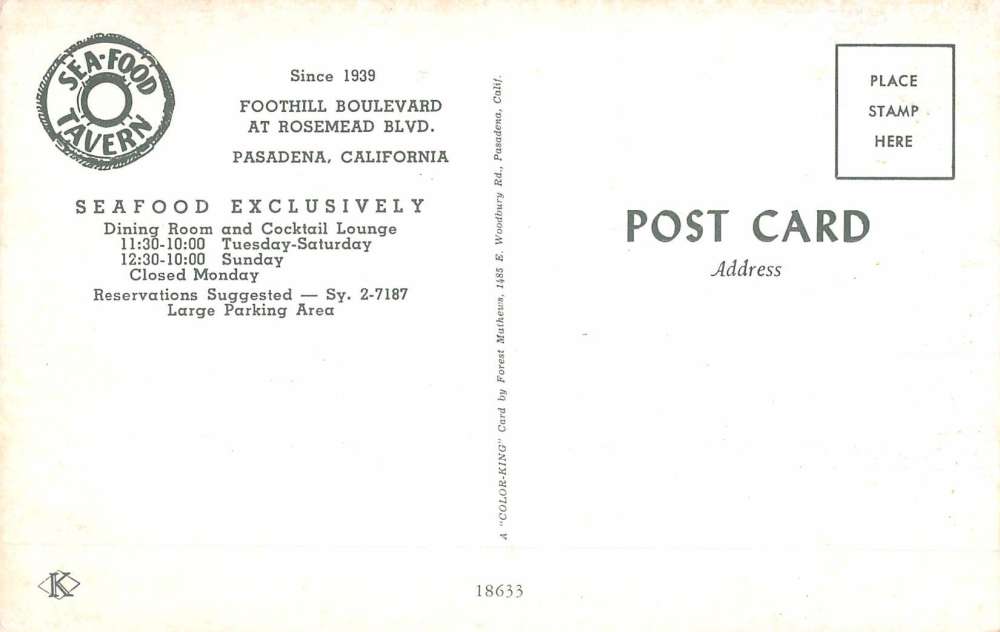 SEA-FOOD
TAVERN
Since 1939
FOOTHILL BOULEVARD
AT ROSEMEAD BLVD.
PASADENA, CALIFORNIA
SEAFOOD EXCLUSIVELY
Dining Room and Cocktail Lounge
11:30-10:00 Tuesday-Saturday
12:30-10:00 Sunday
Closed Monday
Reservations Suggested — Sy. 2-7187
Large Parking Area
K
A "COLOR-KING" Card by Forest Mathews, 1485 E. Woodbury Rd., Pasadena, Calif.
18633
PLACE
STAMP
HERE
POST CARD
Address